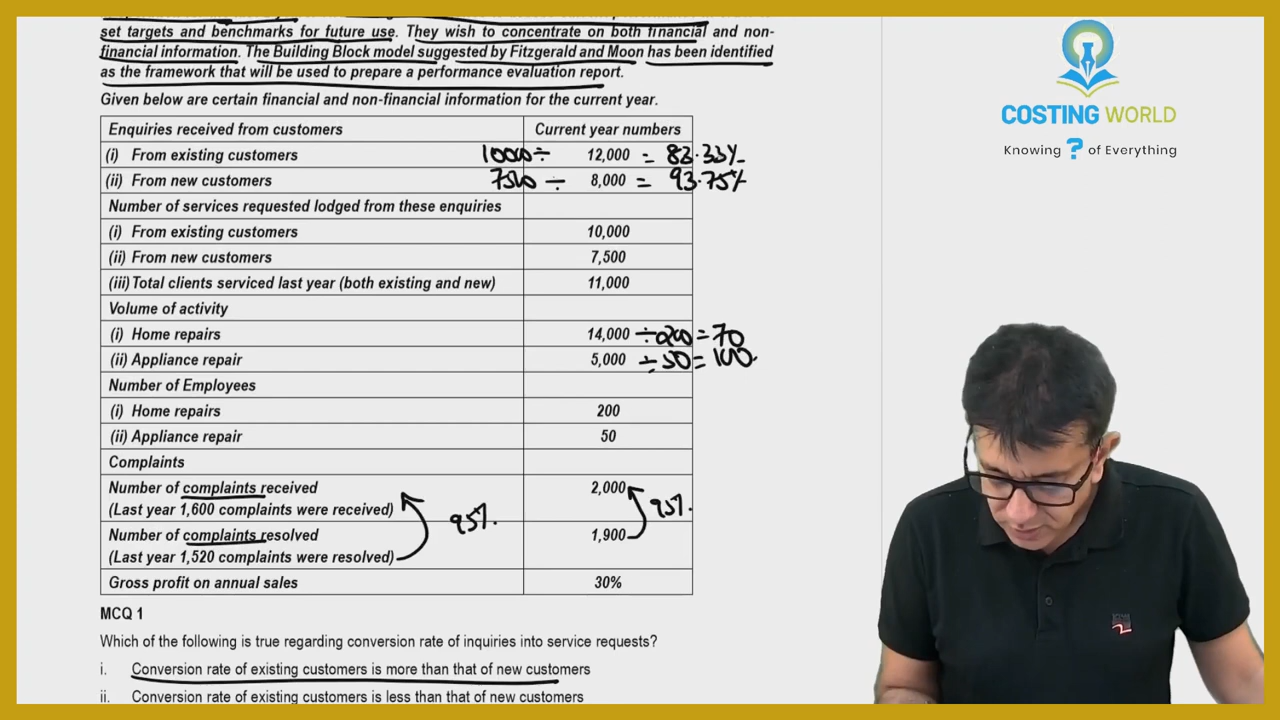 set targets and benchmarks for future use. They wish to concentrate on both financial and non-
financial information. The Building Block model suggested by Fitzgerald and Moon has been identified
as the framework that will be used to prepare a performance evaluation report.
Given below are certain financial and non-financial information for the current year.
Enquiries received from customers Current year numbers
(i) From existing customers 10000 ÷ 12,000 = 83.33%
(ii) From new customers 7500 ÷ 8,000 = 93.75%
Number of services requested lodged from these enquiries
(i) From existing customers 10,000
(ii) From new customers 7,500
(iii) Total clients serviced last year (both existing and new) 11,000
Volume of activity
(i) Home repairs 14,000 ÷ 200 = 70
(ii) Appliance repair 5,000 ÷ 50 = 100.
Number of Employees
(i) Home repairs 200
(ii) Appliance repair 50
Complaints
Number of complaints received 2,000
(Last year 1,600 complaints were received) 95%. 95%.
Number of complaints resolved 1,900
(Last year 1,520 complaints were resolved)
Gross profit on annual sales 30%
MCQ 1
Which of the following is true regarding conversion rate of inquiries into service requests?
i. Conversion rate of existing customers is more than that of new customers
ii. Conversion rate of existing customers is less than that of new customers
COSTING WORLD
Knowing ? of Everything